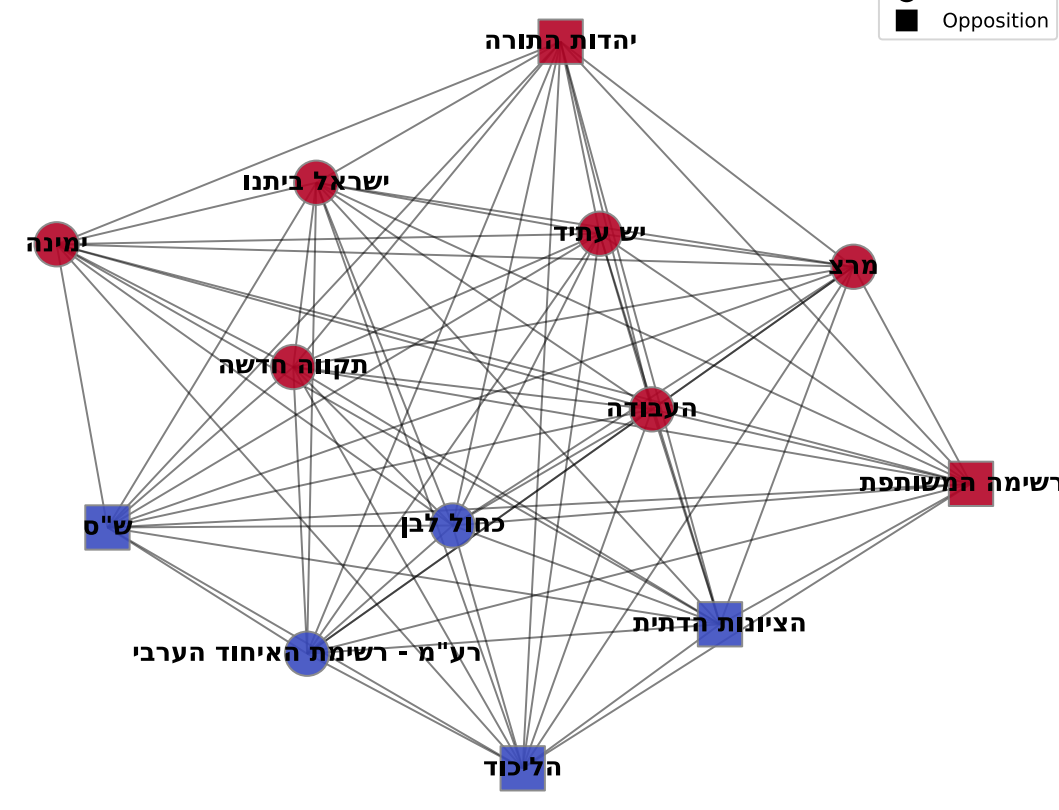 Opposition
יהדות התורה
ישראל ביתנו
יש עתיד
ימינה
מרצ
תקווה חדשה
העבודה
רשימה המשותפת
ש"ס
כחול לבן
הציונות הדתית
רע"מ - רשימת האיחוד הערבי
הליכוד